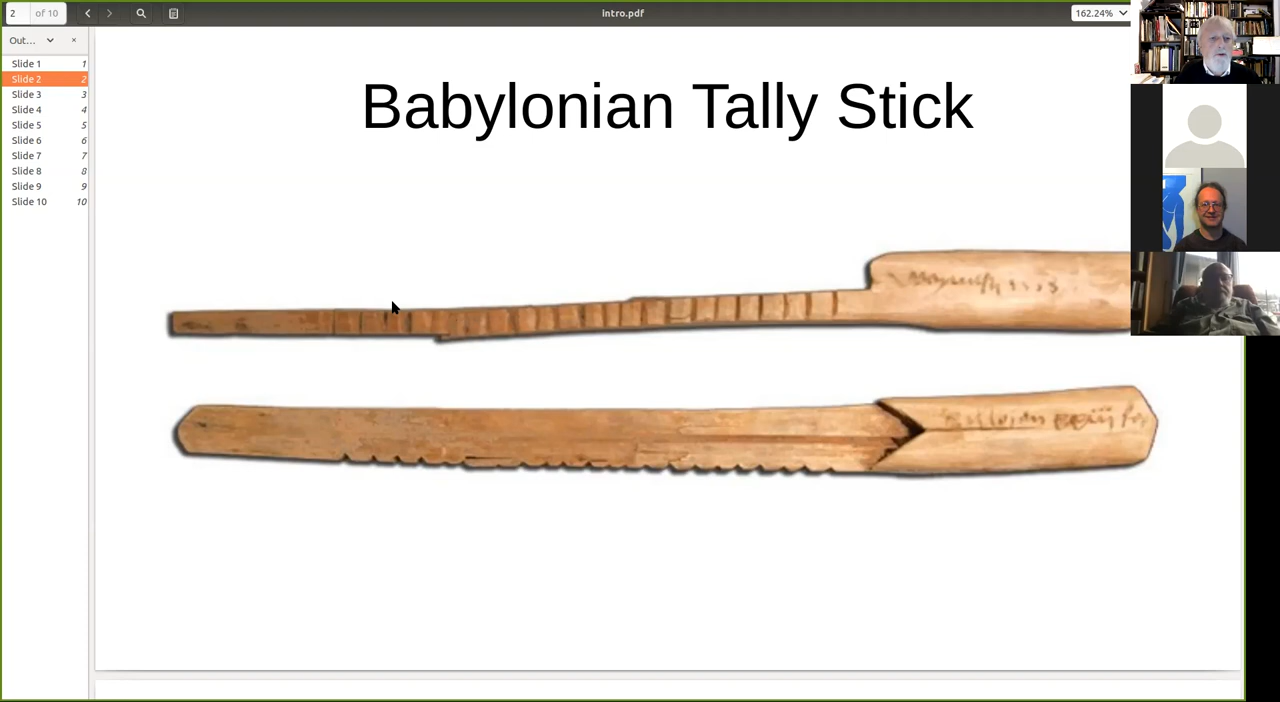 2 of 10
Intro.pdf
162.24%
Out...
Slide 1 1
Slide 2 2
Slide 3 3
Slide 4 4
Slide 5 5
Slide 6 6
Slide 7 7
Slide 8 8
Slide 9 9
Slide 10 10
Babylonian Tally Stick